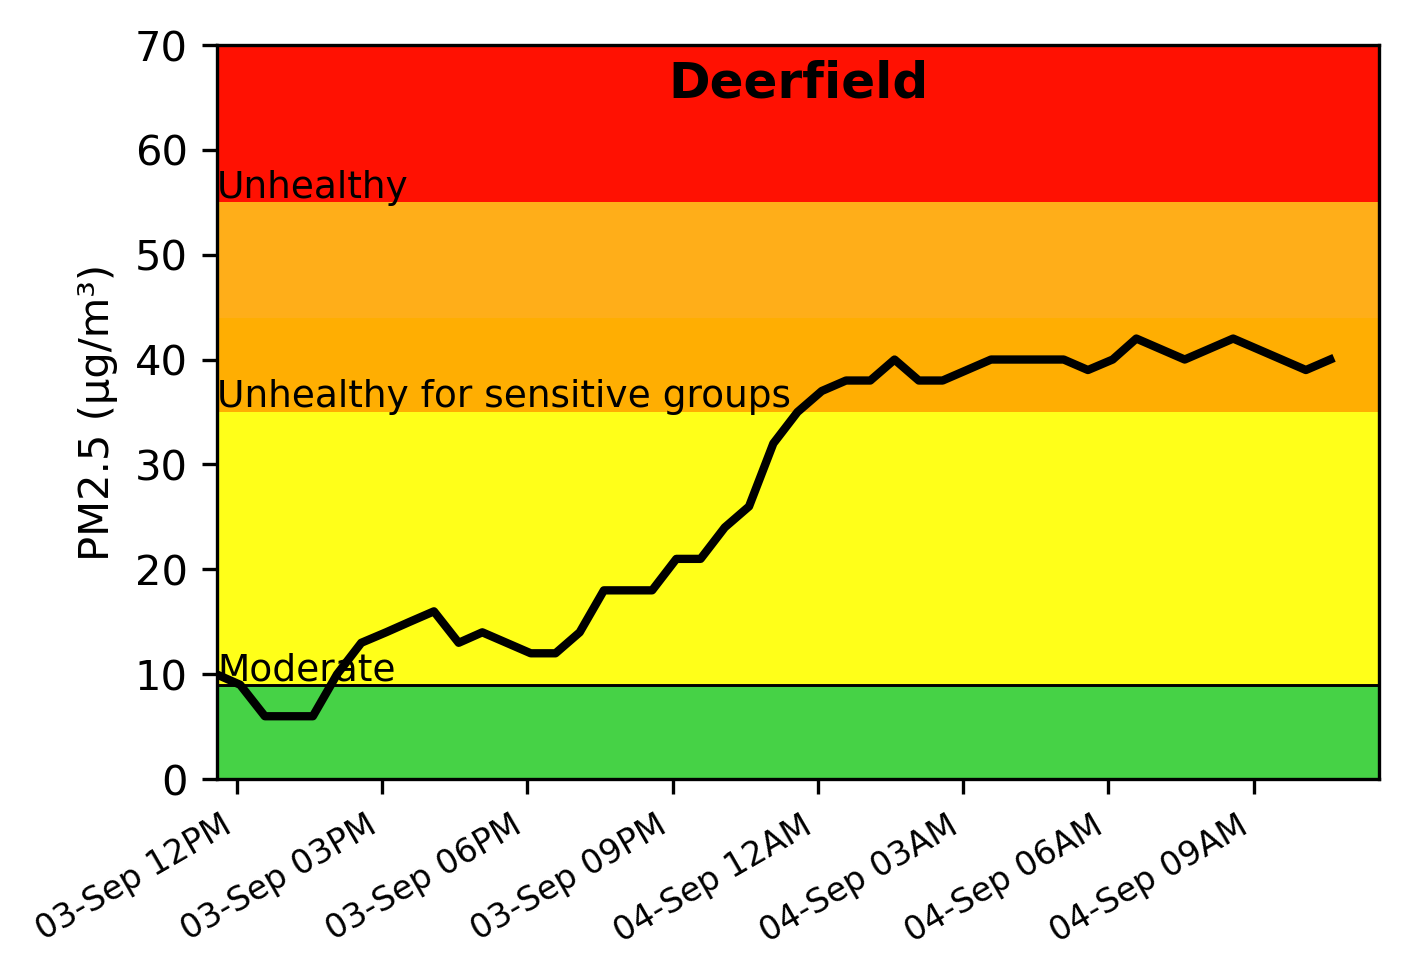 Deerfield
70
60
50
40
30
20
10
0
PM2.5 (µg/m³)
Unhealthy
Unhealthy for sensitive groups
Moderate
03-Sep 12PM
03-Sep 03PM
03-Sep 06PM
03-Sep 09PM
04-Sep 12AM
04-Sep 03AM
04-Sep 06AM
04-Sep 09AM